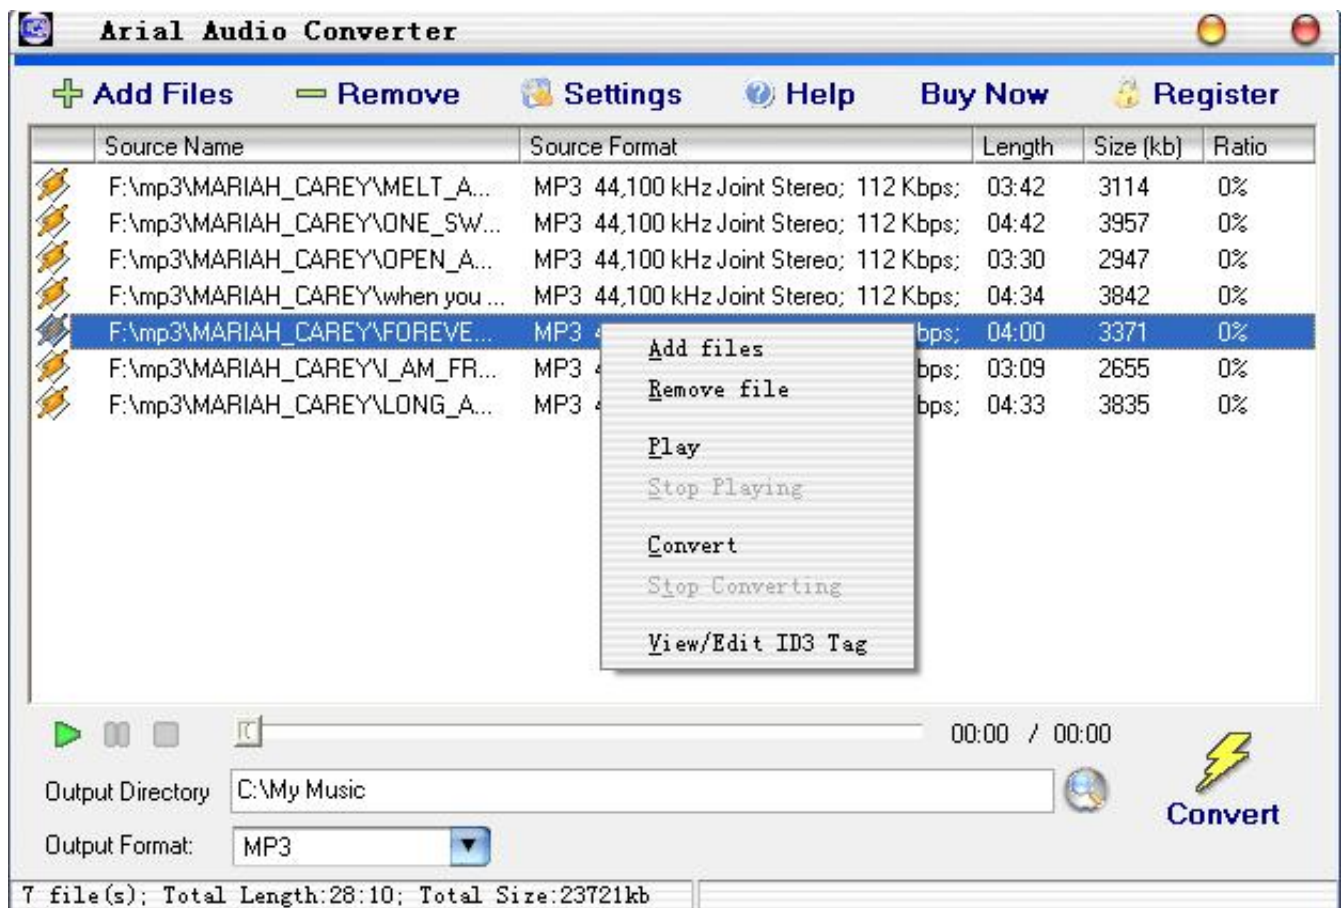 Arial Audio Converter
Add Files Remove Settings Help Buy Now Register
Source Name Source Format Length Size (kb) Ratio
F:\mp3\MARIAH_CAREY\MELT_A... MP3 44,100 kHz Joint Stereo; 112 Kbps; 03:42 3114 0%
F:\mp3\MARIAH_CAREY\ONE_SW... MP3 44,100 kHz Joint Stereo; 112 Kbps; 04:42 3957 0%
F:\mp3\MARIAH_CAREY\OPEN_A... MP3 44,100 kHz Joint Stereo; 112 Kbps; 03:30 2947 0%
F:\mp3\MARIAH_CAREY\when you ... MP3 44,100 kHz Joint Stereo; 112 Kbps; 04:34 3842 0%
F:\mp3\MARIAH_CAREY\FOREVE... MP3 bps; 04:00 3371 0%
Add files
F:\mp3\MARIAH_CAREY\I_AM_FR... MP3 bps; 03:09 2655 0%
Remove file
F:\mp3\MARIAH_CAREY\LONG_A... MP3 bps; 04:33 3835 0%
Play
Stop Playing
Convert
Stop Converting
View/Edit ID3 Tag
00:00 / 00:00
Output Directory C:\My Music
Convert
Output Format: MP3
7 file(s); Total Length:28:10; Total Size:23721kb